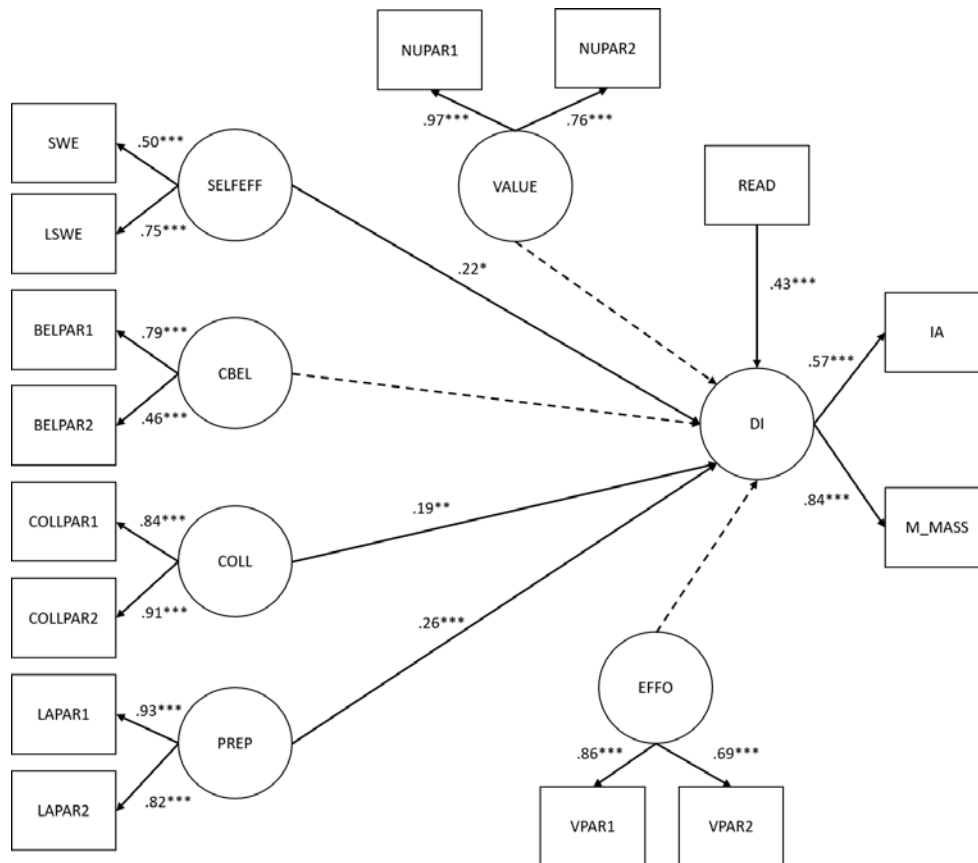 NUPAR1
NUPAR2
.97***
.76***
VALUE
SWE
.50***
SELFEFF
LSWE
.75***
READ
.22*
.43***
BELPAR1
.79***
CBEL
BELPAR2
.46***
IA
.57***
DI
.84***
M_MASS
COLLPAR1
.84***
COLL
COLLPAR2
.91***
.19**
.26***
LAPAR1
.93***
PREP
LAPAR2
.82***
EFFO
.86***
.69***
VPAR1
VPAR2